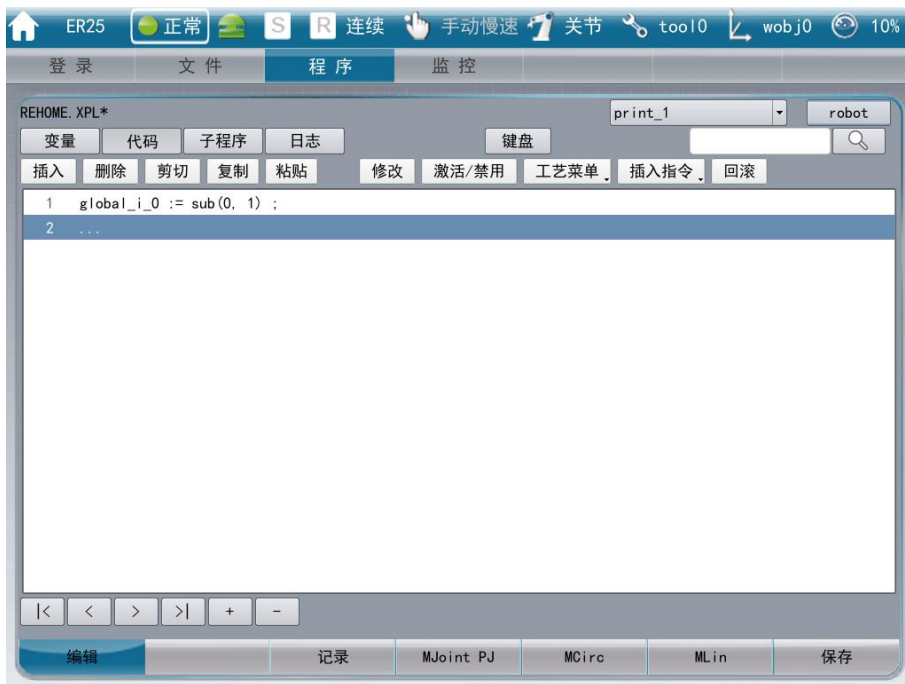 ER25 正常 S R 连续 手动慢速 关节 tool0 wobj0 10%
登录 文件 程序 监控
REHOME.XPL* print_1 robot
变量 代码 子程序 日志 键盘
插入 删除 剪切 复制 粘贴 修改 激活/禁用 工艺菜单 插入指令 回滚
1 global_i_0 := sub(0, 1) ;
2 ...
|< < > >| + -
编辑 记录 MJoint PJ MCirc MLin 保存